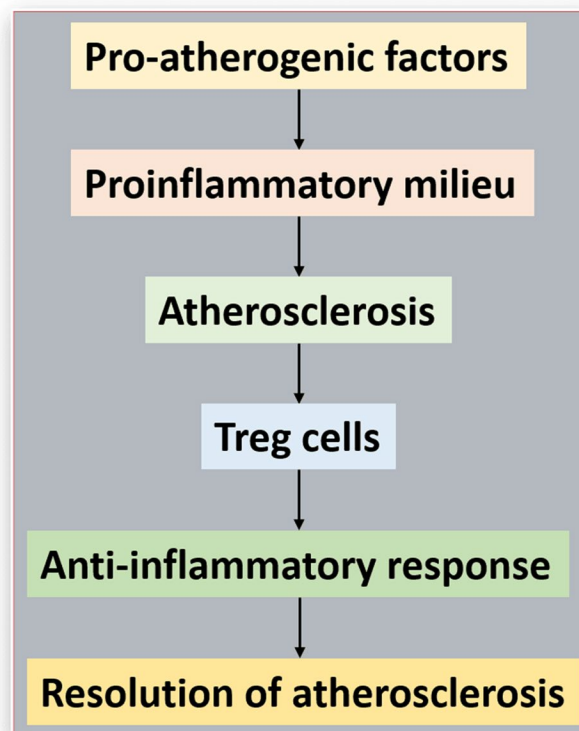 Pro-atherogenic factors
Proinflammatory milieu
Atherosclerosis
Treg cells
Anti-inflammatory response
Resolution of atherosclerosis